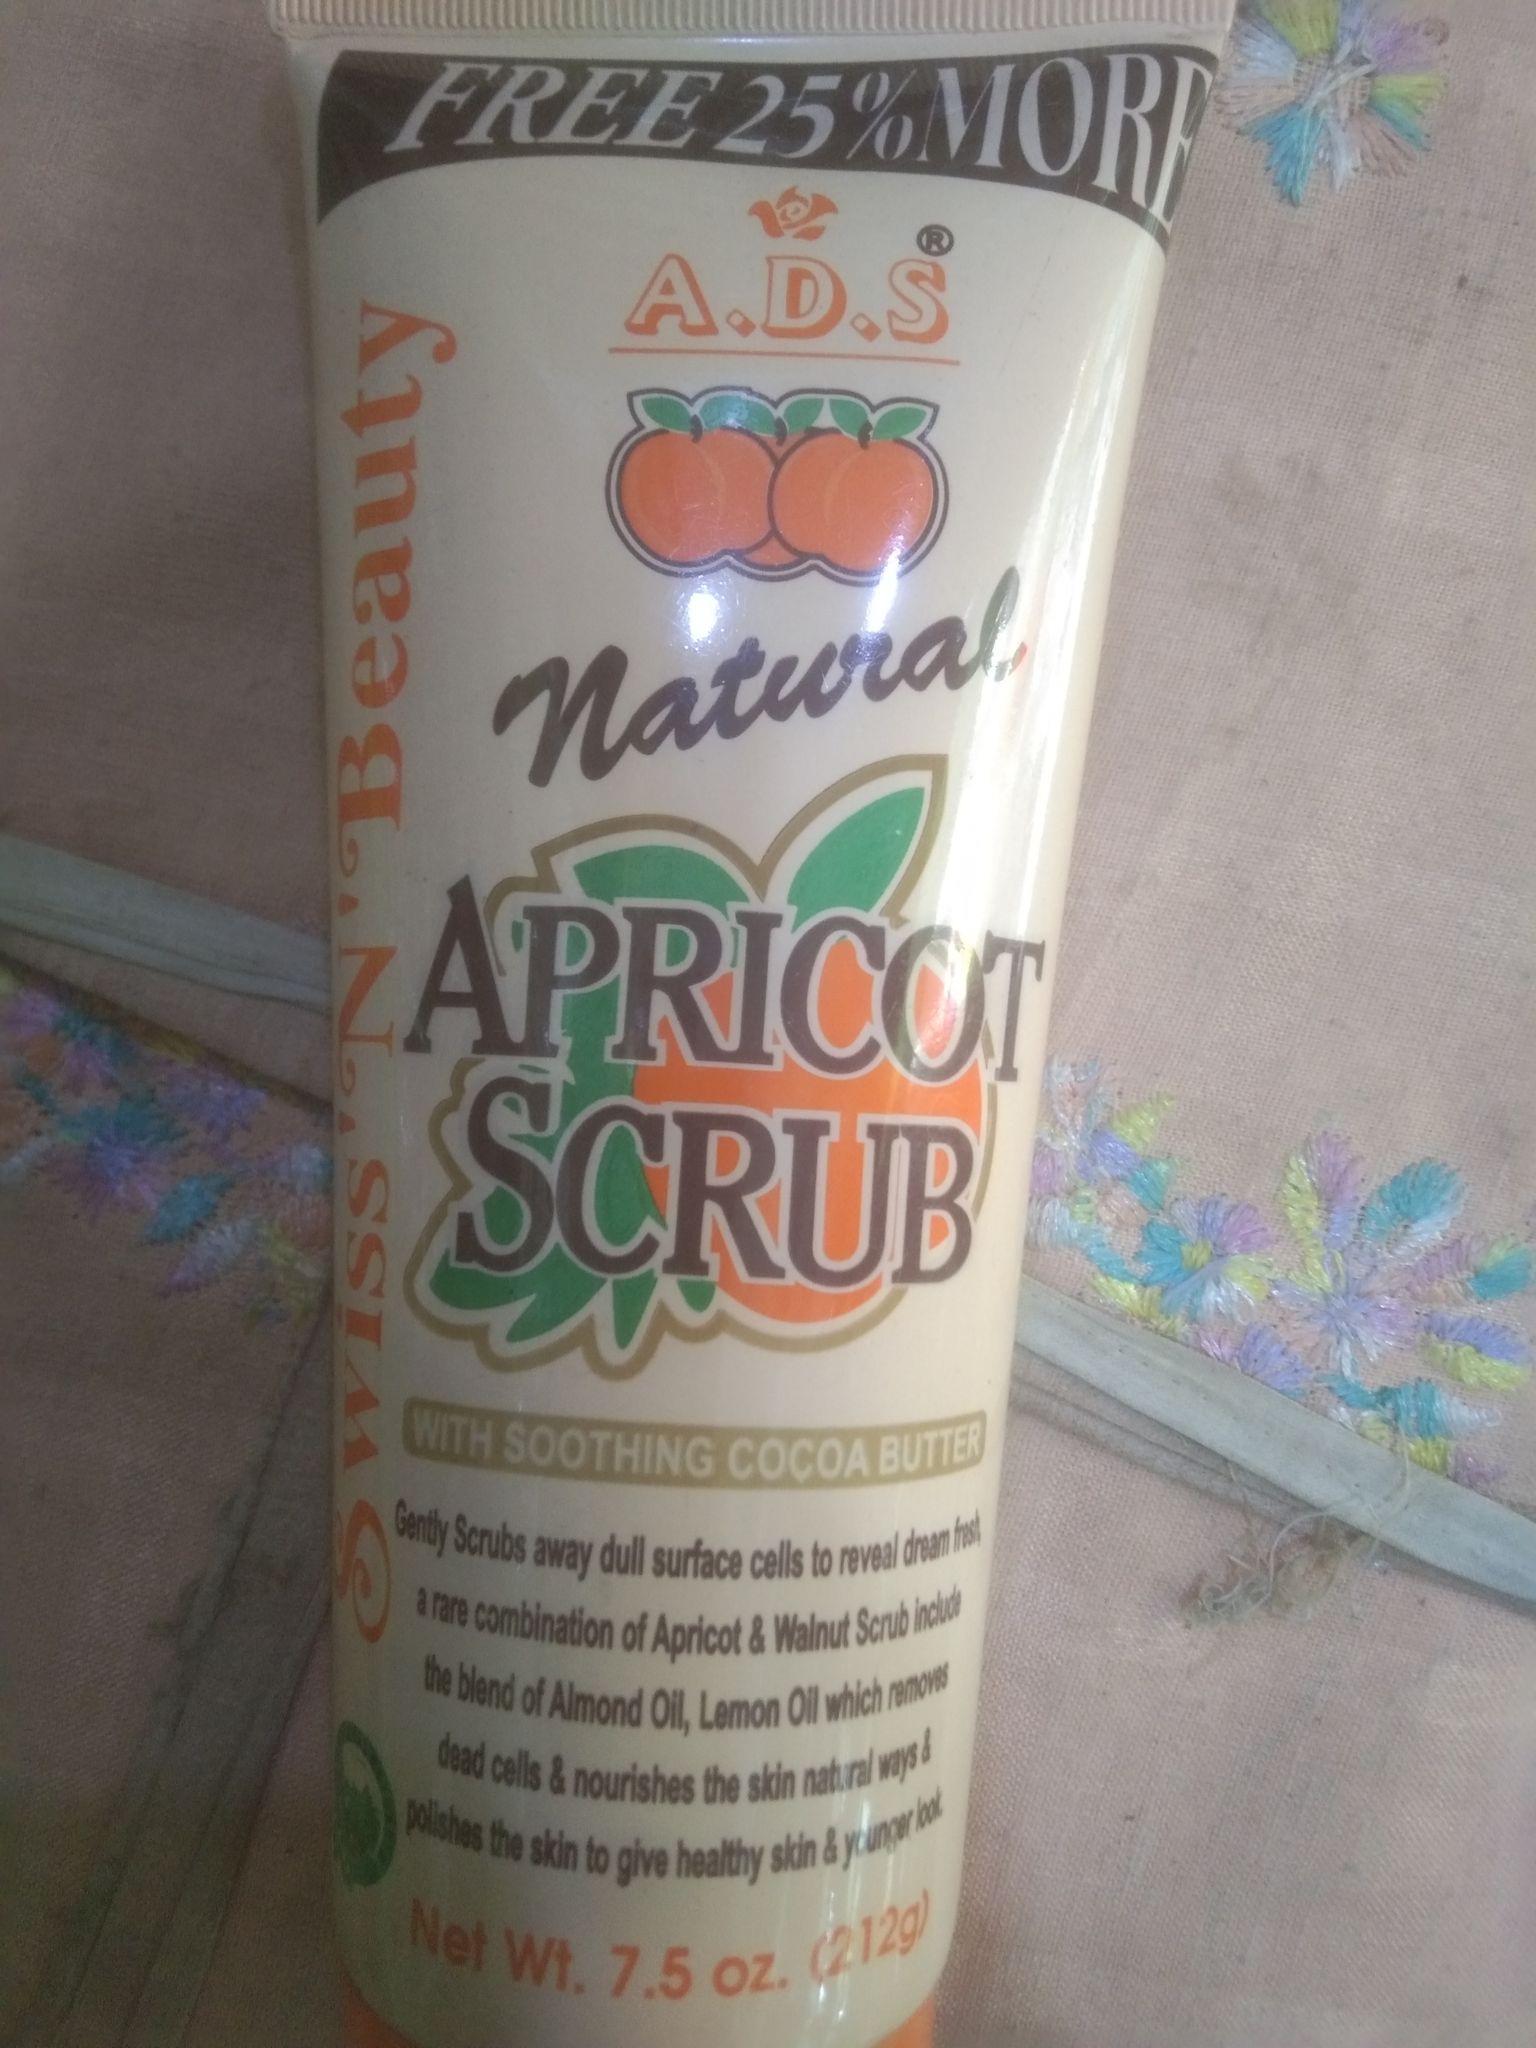 FREE 25% MORE
A.D.S®
Swiss 'N' Beauty
Natural
APRICOT
SCRUB
WITH SOOTHING COCOA BUTTER
Gently Scrubs away dull surface cells to reveal dream fresh,
a rare combination of Apricot & Walnut Scrub include
the blend of Almond Oil, Lemon Oil which removes
dead cells & nourishes the skin natural ways &
polishes the skin to give healthy skin & younger look.
Net Wt. 7.5 oz. (212g)